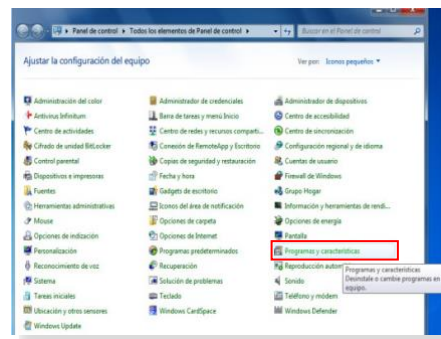 Panel de control ▸ Todos los elementos de Panel de control ▸
Buscar en el Panel de control
Ajustar la configuración del equipo
Ver por: Iconos pequeños
Administración del color
Administrador de credenciales
Administrador de dispositivos
Antivirus Infinitum
Barra de tareas y menú Inicio
Centro de accesibilidad
Centro de actividades
Centro de redes y recursos comparti...
Centro de sincronización
Cifrado de unidad BitLocker
Conexión de RemoteApp y Escritorio
Configuración regional y de idioma
Control parental
Copias de seguridad y restauración
Cuentas de usuario
Dispositivos e impresoras
Fecha y hora
Firewall de Windows
Fuentes
Gadgets de escritorio
Grupo Hogar
Herramientas administrativas
Iconos del área de notificación
Información y herramientas de rendi...
Mouse
Opciones de carpeta
Opciones de energía
Opciones de indización
Opciones de Internet
Pantalla
Personalización
Programas predeterminados
Programas y características
Reconocimiento de voz
Recuperación
Reproducción autom
Sistema
Solución de problemas
Sonido
Programas y características
Desinstale o cambie programas en
equipo.
Tareas iniciales
Teclado
Teléfono y módem
Ubicación y otros sensores
Windows CardSpace
Windows Defender
Windows Update